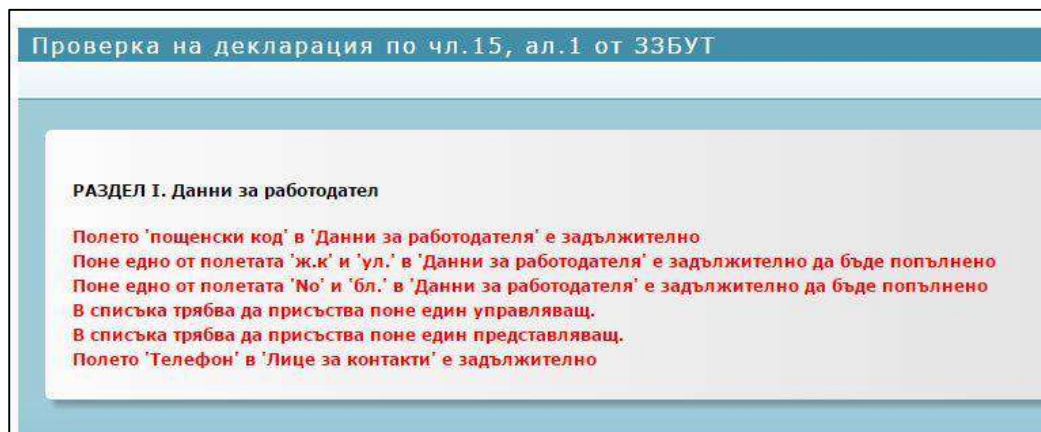 Проверка на декларация по чл.15, ал.1 от ЗЗБУТ
РАЗДЕЛ I. Данни за работодател
Полето 'пощенски код' в 'Данни за работодателя' е задължително
Поне едно от полетата 'ж.к' и 'ул.' в 'Данни за работодателя' е задължително да бъде попълнено
Поне едно от полетата 'No' и 'бл.' в 'Данни за работодателя' е задължително да бъде попълнено
В списъка трябва да присъства поне един управляващ.
В списъка трябва да присъства поне един представляващ.
Полето 'Телефон' в 'Лице за контакти' е задължително